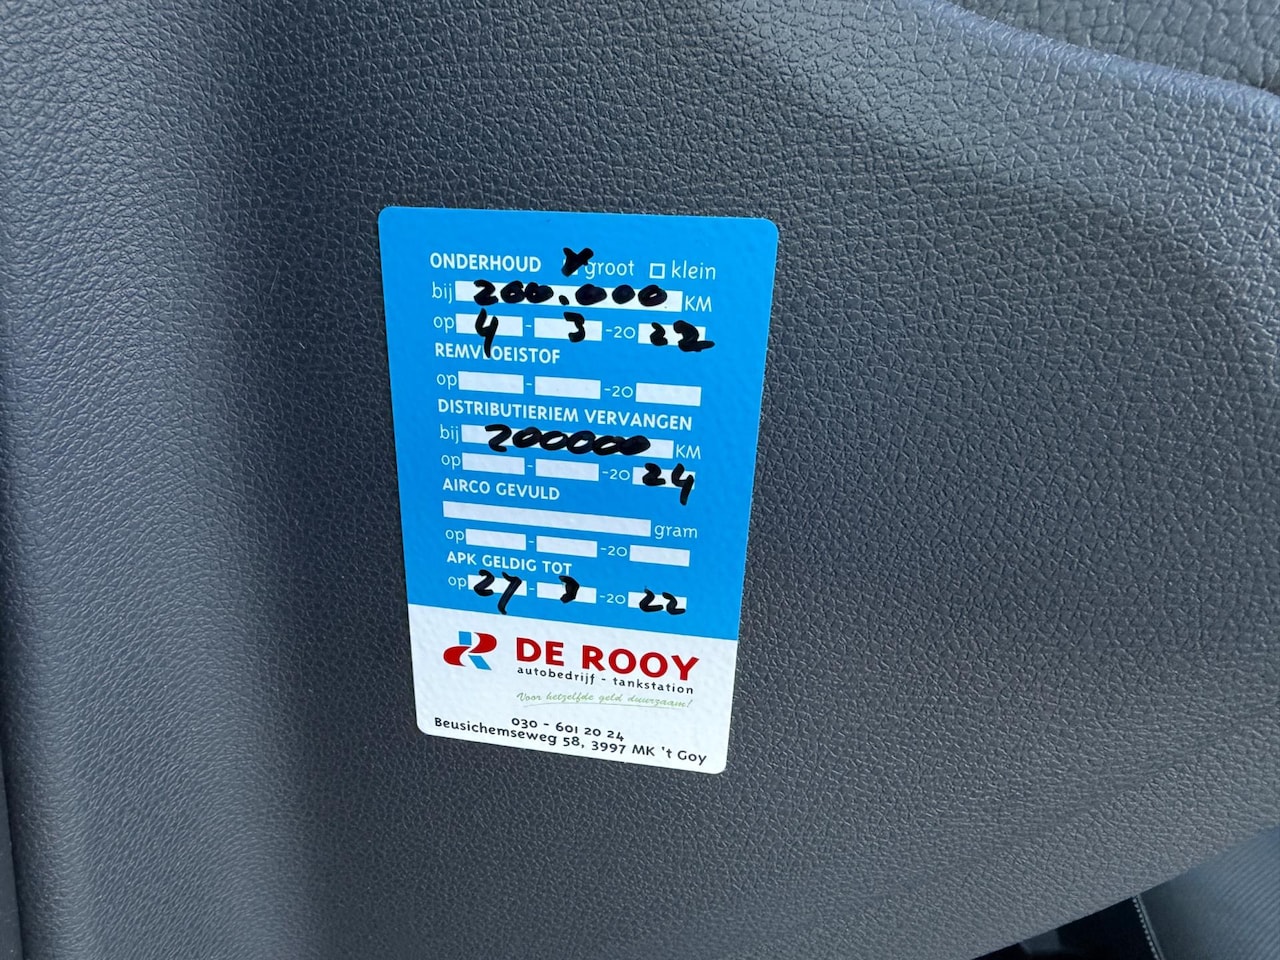 ONDERHOUD X groot klein
bij 200.000 KM
op 4 - 3 -20 22
REMVLOEISTOF
op - -20
DISTRIBUTIERIEM VERVANGEN
bij 200000 KM
op - -20 24
AIRCO GEVULD
gram
op - -20
APK GELDIG TOT
op 27 - 3 -20 22
DE ROOY
autobedrijf - tankstation
Voor hetzelfde geld duurzaam!
030 - 601 20 24
Beusichemseweg 58, 3997 MK 't Goy